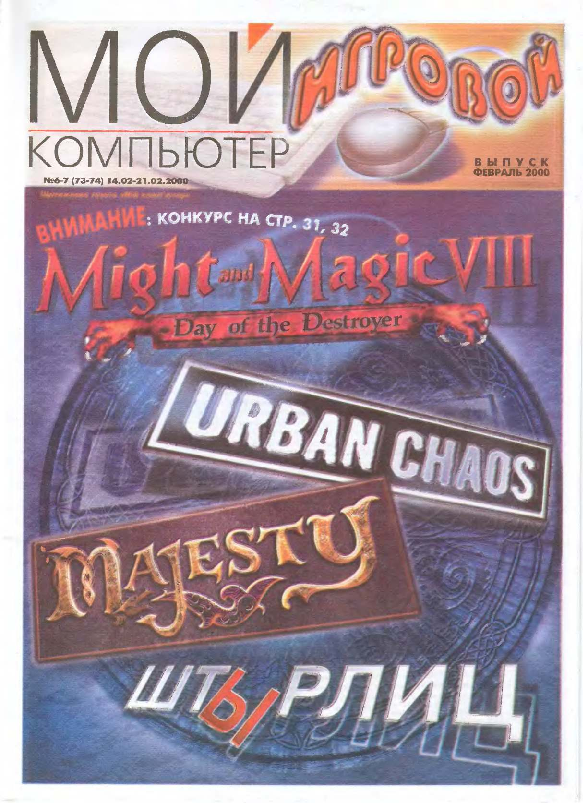 МОЙ ИГРОВОЙ
КОМПЬЮТЕР
№6-7 (73-74) 14.02-21.02.2000
ВЫПУСК
ФЕВРАЛЬ 2000
ВНИМАНИЕ: КОНКУРС НА СТР. 31, 32
Might and Magic VIII
Day of the Destroyer
URBAN CHAOS
MAJESTY
ШТЫРЛИЦ